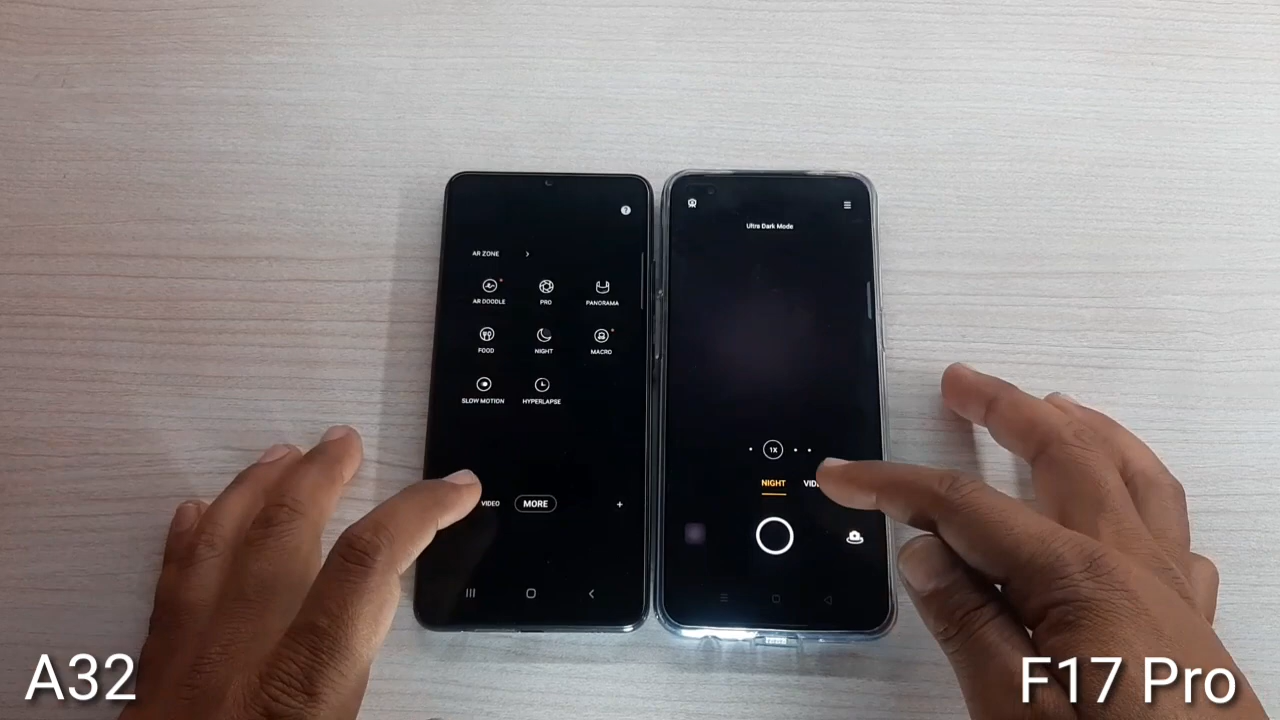 AR ZONE >
AR DOODLE PRO PANORAMA
FOOD NIGHT MACRO
SLOW MOTION HYPERLAPSE
VIDEO MORE +
Ultra Dark Mode
1X
NIGHT
A32
F17 Pro